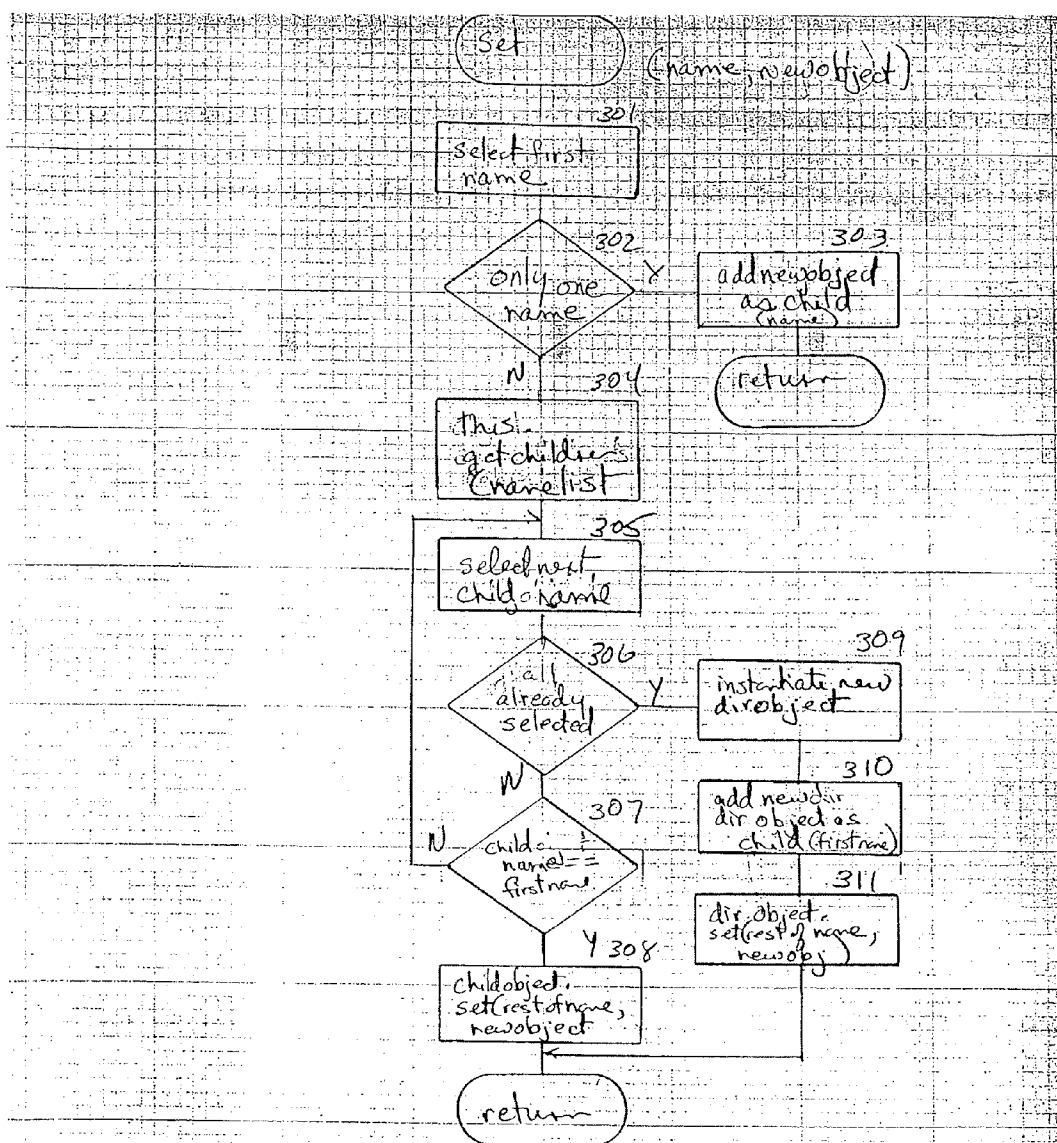 Set
(name, newobject)
301
select first
name
302
only one
name
Y
303
add newobject
as child
(name)
return
N
304
this.
getchildren's
(namelist
305
select next
child name
306
all
already
selected
Y
309
instantiate new
dirobject
N
310
add newdir
dir object as
child (firstname)
307
child
name ==
firstname
N
311
dir object.
set(rest of name,
newobj)
Y
308
childobject.
set(rest of name,
newobject
return